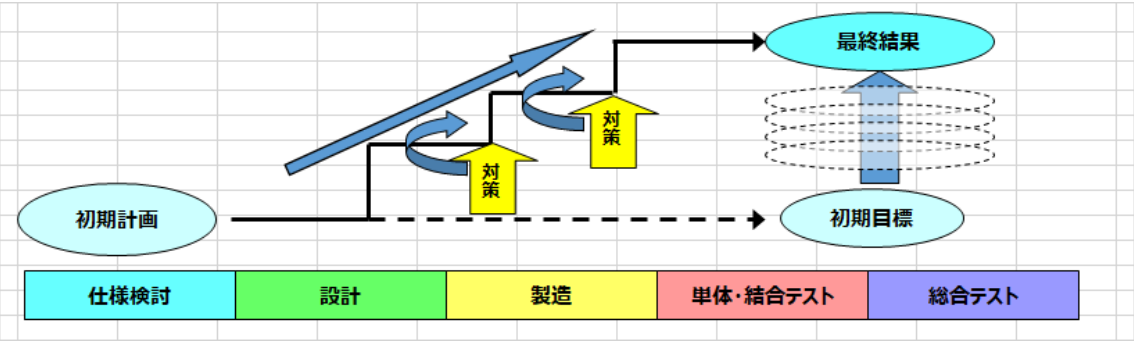 最終結果
対策
対策
初期計画
初期目標
仕様検討
設計
製造
単体・結合テスト
総合テスト